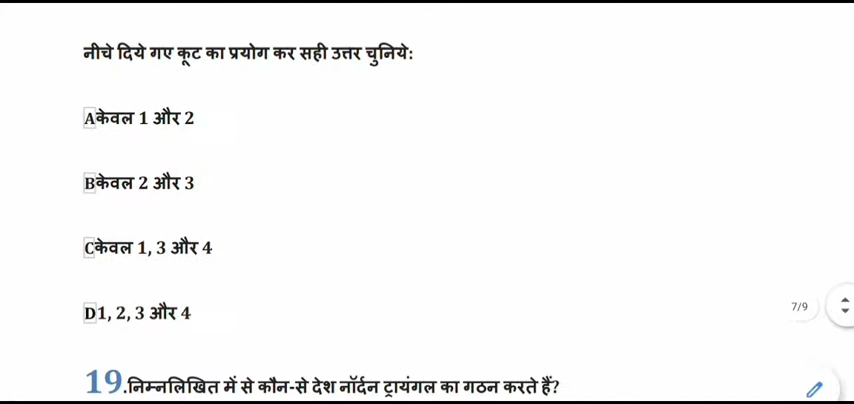 नीचे दिये गए कूट का प्रयोग कर सही उत्तर चुनिये:
Aकेवल 1 और 2
Bकेवल 2 और 3
Cकेवल 1, 3 और 4
D1, 2, 3 और 4
7/9
19.निम्नलिखित में से कौन-से देश नॉर्दन ट्रायंगल का गठन करते हैं?